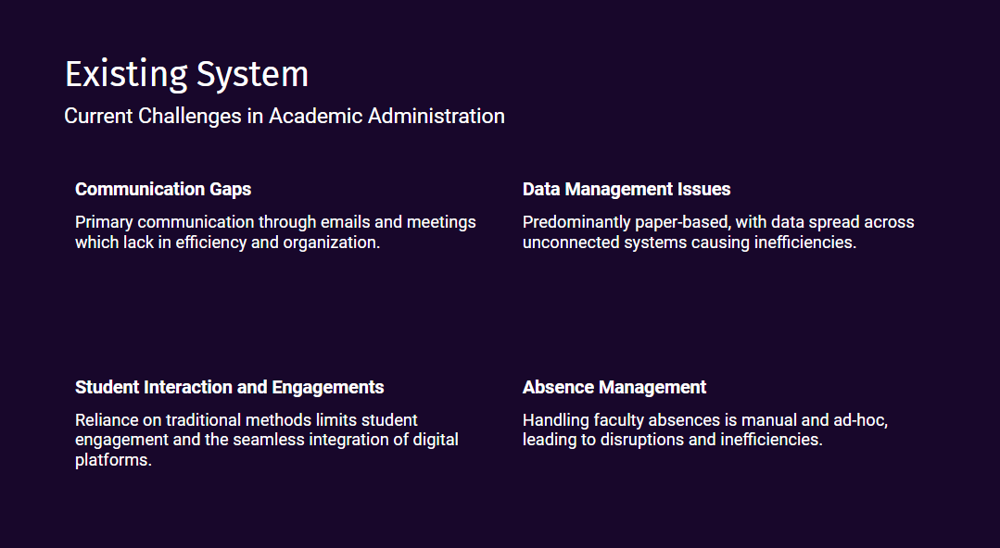 Existing System
Current Challenges in Academic Administration
Communication Gaps
Primary communication through emails and meetings
which lack in efficiency and organization.
Data Management Issues
Predominantly paper-based, with data spread across
unconnected systems causing inefficiencies.
Student Interaction and Engagements
Reliance on traditional methods limits student
engagement and the seamless integration of digital
platforms.
Absence Management
Handling faculty absences is manual and ad-hoc,
leading to disruptions and inefficiencies.